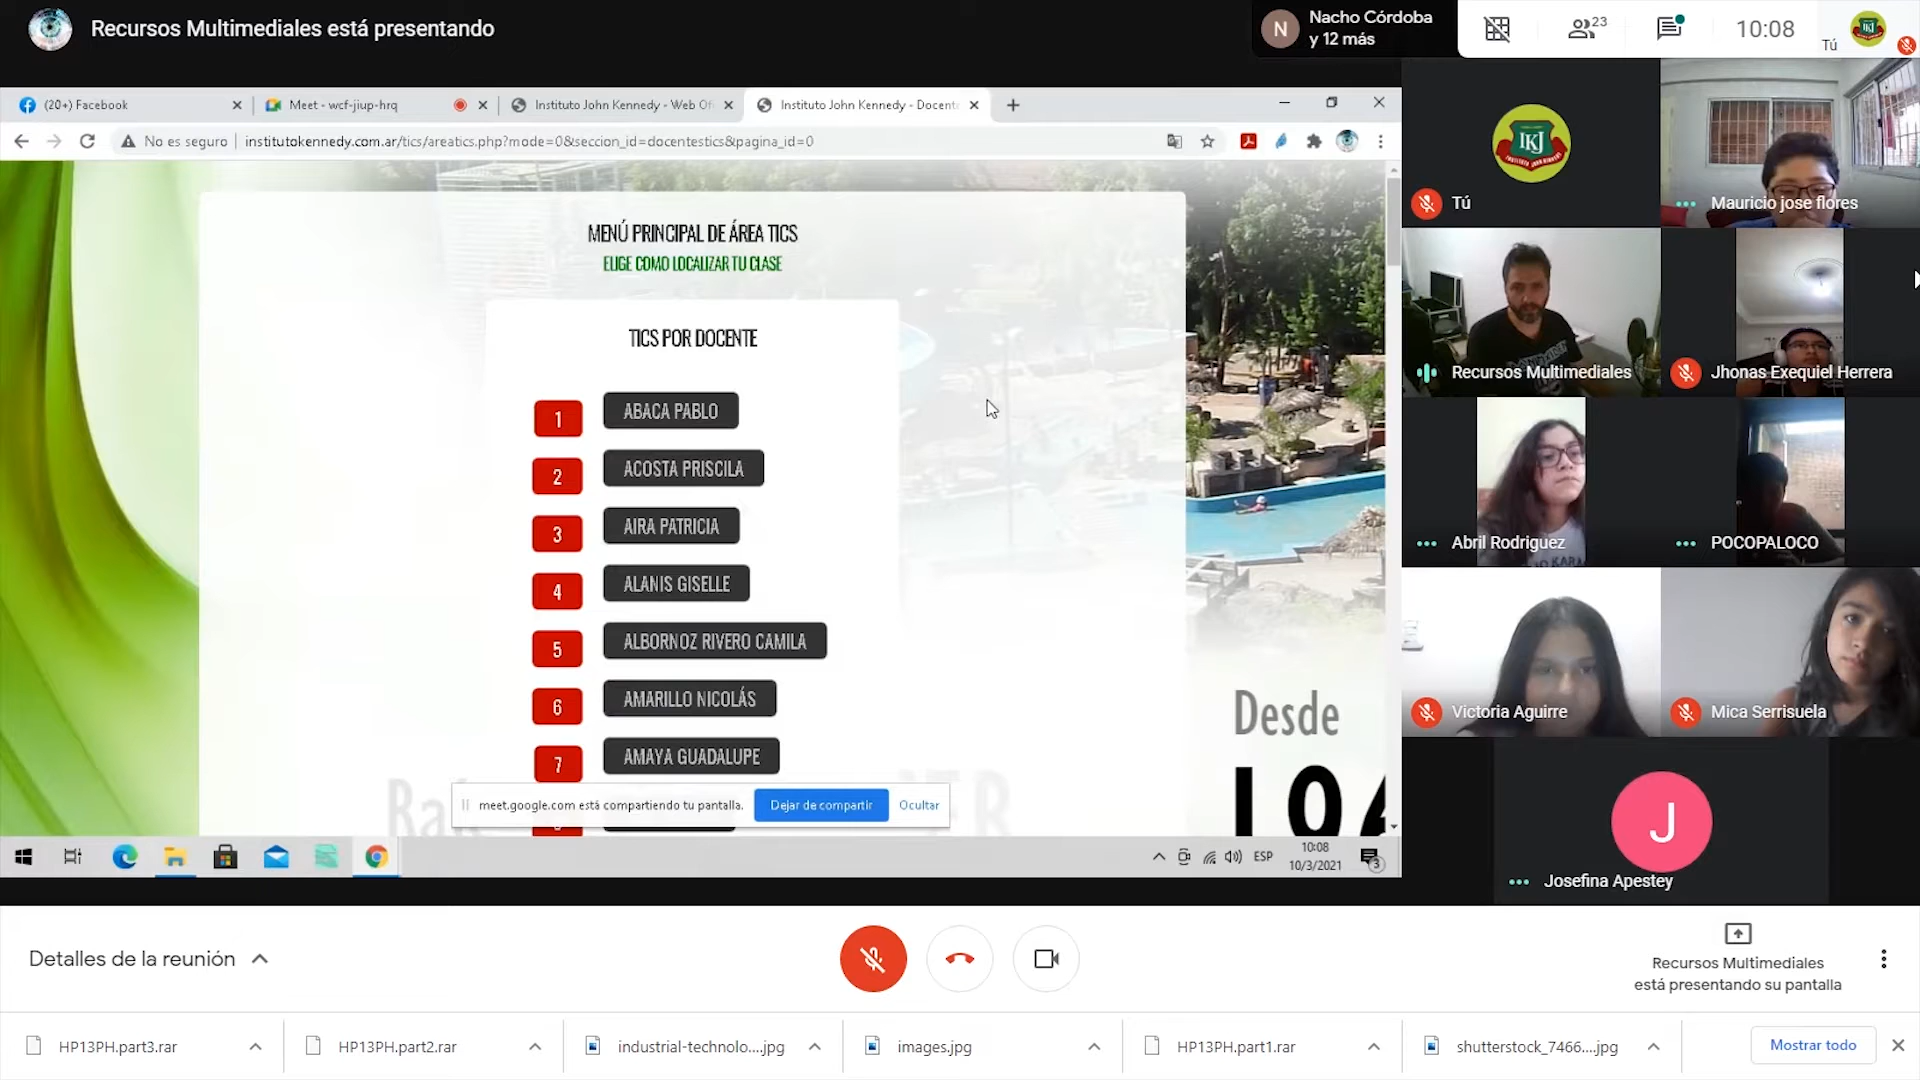 Recursos Multimediales está presentando
Nacho Córdoba
y 12 más
23
10:08
Tú
(20+) Facebook
Meet - wcf-jiup-hrq
Instituto John Kennedy - Web Of
Instituto John Kennedy - Docent
No es seguro
institutokennedy.com.ar/tics/areatics.php?mode=0&seccion_id=docentestics&pagina_id=0
MENÚ PRINCIPAL DE ÁREA TICS
ELIGE COMO LOCALIZAR TU CLASE
TICS POR DOCENTE
1 ABACA PABLO
2 ACOSTA PRISCILA
3 AIRA PATRICIA
4 ALANIS GISELLE
5 ALBORNOZ RIVERO CAMILA
6 AMARILLO NICOLÁS
7 AMAYA GUADALUPE
Desde
meet.google.com está compartiendo tu pantalla.
Dejar de compartir
Ocultar
ESP
10:08
10/3/2021
3
IKJ
Tú
Mauricio jose flores
Recursos Multimediales
Jhonas Exequiel Herrera
Abril Rodriguez
POCOPALOCO
Victoria Aguirre
Mica Serrisuela
J
Josefina Apestey
Detalles de la reunión
Recursos Multimediales
está presentando su pantalla
HP13PH.part3.rar
HP13PH.part2.rar
industrial-technolo....jpg
images.jpg
HP13PH.part1.rar
shutterstock_7466....jpg
Mostrar todo